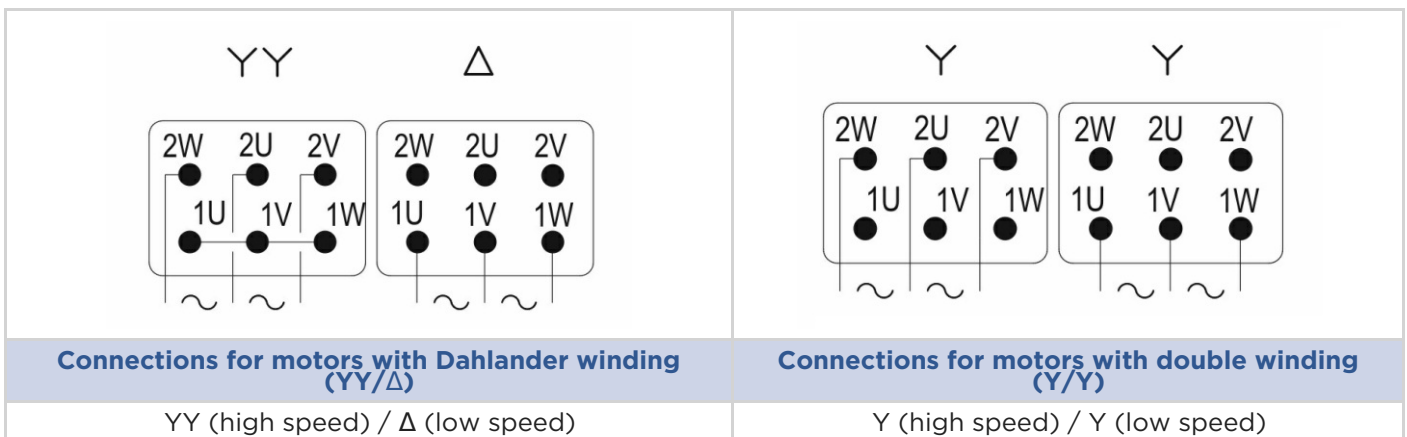 YY Δ
2W 2U 2V 2W 2U 2V
1U 1V 1W 1U 1V 1W
∼ ∼ ∼ ∼
Connections for motors with Dahlander winding
(YY/Δ)
YY (high speed) / Δ (low speed)
Y Y
2W 2U 2V 2W 2U 2V
1U 1V 1W 1U 1V 1W
∼ ∼ ∼ ∼
Connections for motors with double winding
(Y/Y)
Y (high speed) / Y (low speed)